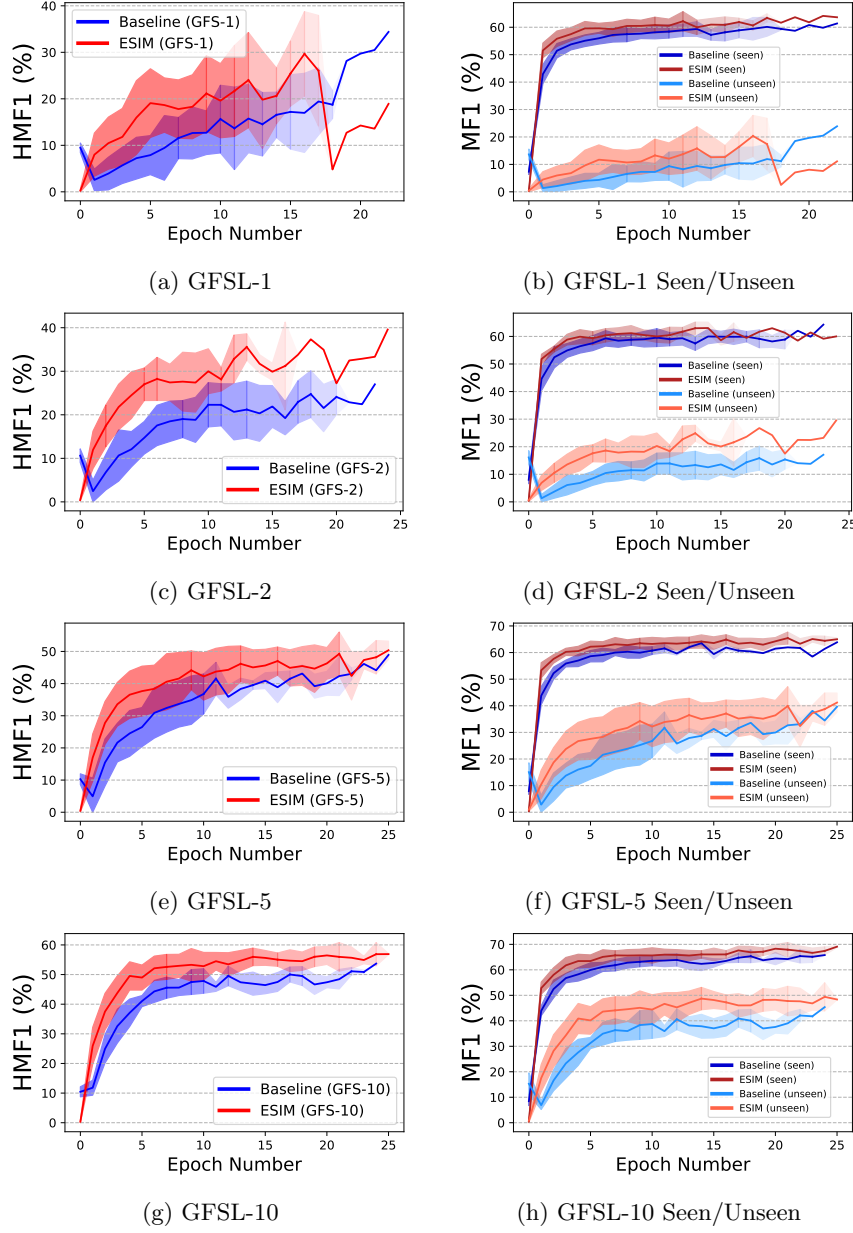 40
30
20
10
0
HMF1 (%)
Baseline (GFS-1)
ESIM (GFS-1)
0 5 10 15 20
Epoch Number
(a) GFSL-1
60
50
40
30
20
10
0
MF1 (%)
Baseline (seen)
ESIM (seen)
Baseline (unseen)
ESIM (unseen)
0 5 10 15 20
Epoch Number
(b) GFSL-1 Seen/Unseen
40
30
20
10
0
HMF1 (%)
Baseline (GFS-2)
ESIM (GFS-2)
0 5 10 15 20 25
Epoch Number
(c) GFSL-2
60
50
40
30
20
10
0
MF1 (%)
Baseline (seen)
ESIM (seen)
Baseline (unseen)
ESIM (unseen)
0 5 10 15 20 25
Epoch Number
(d) GFSL-2 Seen/Unseen
50
40
30
20
10
0
HMF1 (%)
Baseline (GFS-5)
ESIM (GFS-5)
0 5 10 15 20 25
Epoch Number
(e) GFSL-5
70
60
50
40
30
20
10
0
MF1 (%)
Baseline (seen)
ESIM (seen)
Baseline (unseen)
ESIM (unseen)
0 5 10 15 20 25
Epoch Number
(f) GFSL-5 Seen/Unseen
60
50
40
30
20
10
0
HMF1 (%)
Baseline (GFS-10)
ESIM (GFS-10)
0 5 10 15 20 25
Epoch Number
(g) GFSL-10
70
60
50
40
30
20
10
0
MF1 (%)
Baseline (seen)
ESIM (seen)
Baseline (unseen)
ESIM (unseen)
0 5 10 15 20 25
Epoch Number
(h) GFSL-10 Seen/Unseen